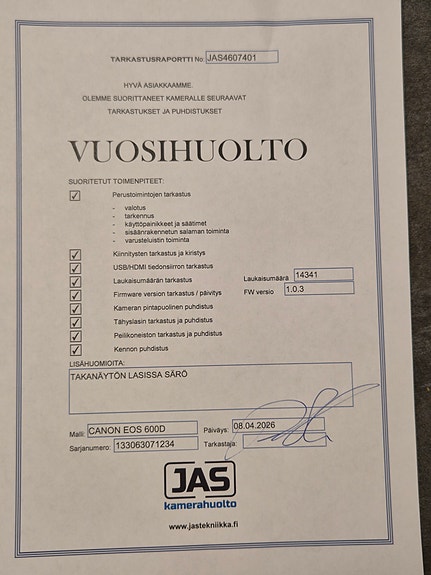 TARKASTUSRAPORTTI No: JAS4607401
HYVÄ ASIAKKAAMME.
OLEMME SUORITTANEET KAMERALLE SEURAAVAT
TARKASTUKSET JA PUHDISTUKSET
VUOSIHUOLTO
SUORITETUT TOIMENPITEET:
Perustoimintojen tarkastus
- valotus
- tarkennus
- käyttöpainikkeet ja säätimet
- sisäänrakennetun salaman toiminta
- varusteluistin toiminta
Kiinnitysten tarkastus ja kiristys
USB/HDMI tiedonsiirron tarkastus
Laukaisumäärän tarkastus Laukaisumäärä 14341
Firmware version tarkastus / päivitys FW versio 1.0.3
Kameran pintapuolinen puhdistus
Tähyslasin tarkastus ja puhdistus
Peilikoneiston tarkastus ja puhdistus
Kennon puhdistus
LISÄHUOMIOITA:
TAKANÄYTÖN LASISSA SÄRÖ
Malli: CANON EOS 600D Päiväys: 08.04.2026
Sarjanumero: 133063071234 Tarkastaja:
JAS
kamerahuolto
www.jastekniikka.fi